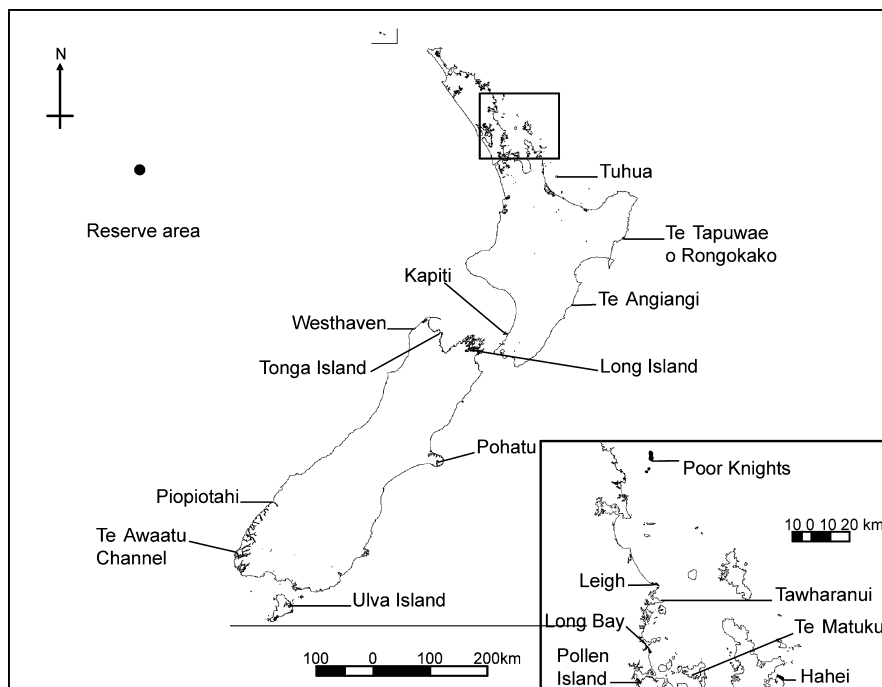 N
Reserve area
Tuhua
Te Tapuwae
o Rongokako
Kapiti
Te Angiangi
Westhaven
Tonga Island
Long Island
Pohatu
Piopiotahi
Te Awaatu
Channel
Ulva Island
100 0 100 200km
Poor Knights
10 0 10 20 km
Leigh
Tawharanui
Long Bay
Te Matuku
Pollen
Island
Hahei